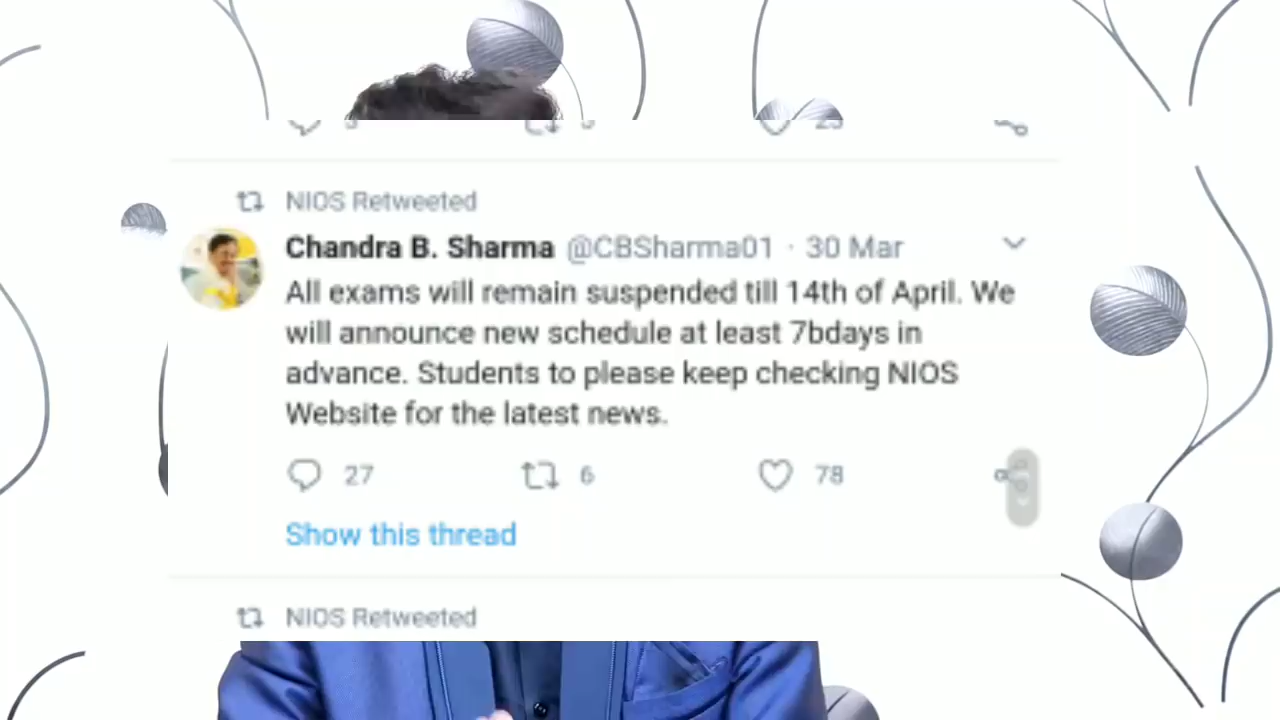 NIOS Retweeted
Chandra B. Sharma @CBSharma01 · 30 Mar
All exams will remain suspended till 14th of April. We
will announce new schedule at least 7bdays in
advance. Students to please keep checking NIOS
Website for the latest news.
27 6 78
Show this thread
NIOS Retweeted